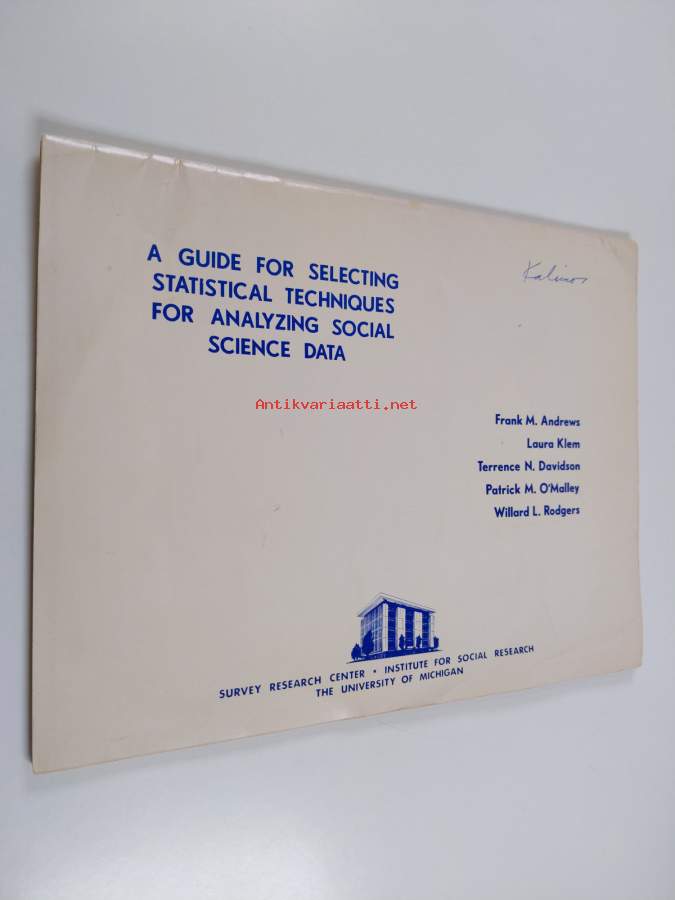 A GUIDE FOR SELECTING
STATISTICAL TECHNIQUES
FOR ANALYZING SOCIAL
SCIENCE DATA
Antikvariaatti.net
Frank M. Andrews
Laura Klem
Terrence N. Davidson
Patrick M. O'Malley
Willard L. Rodgers
SURVEY RESEARCH CENTER • INSTITUTE FOR SOCIAL RESEARCH
THE UNIVERSITY OF MICHIGAN